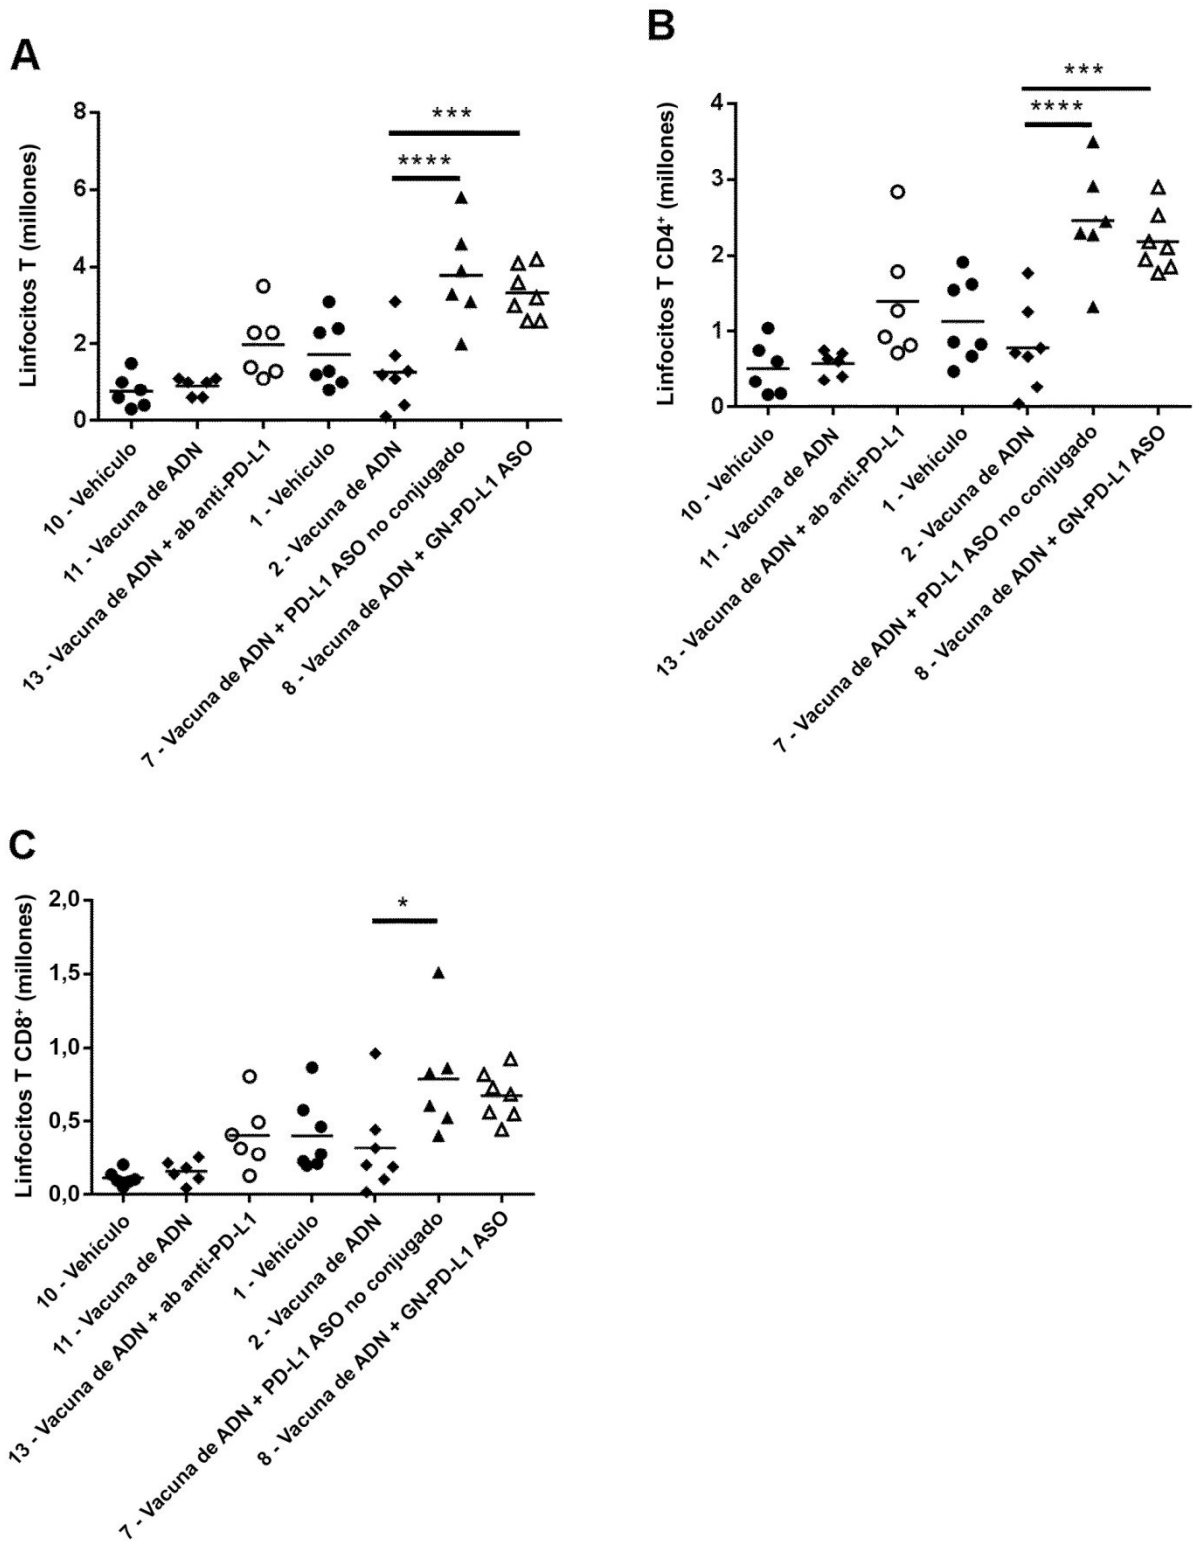 A
Linfocitos T (millones)
8
6
4
2
0
***
****
10 - Vehículo
11 - Vacuna de ADN
13 - Vacuna de ADN + ab anti-PD-L1
1 - Vehículo
2 - Vacuna de ADN
7 - Vacuna de ADN + PD-L1 ASO no conjugado
8 - Vacuna de ADN + GN-PD-L1 ASO
B
Linfocitos T CD4⁺ (millones)
4
3
2
1
0
***
****
10 - Vehículo
11 - Vacuna de ADN
13 - Vacuna de ADN + ab anti-PD-L1
1 - Vehículo
2 - Vacuna de ADN
7 - Vacuna de ADN + PD-L1 ASO no conjugado
8 - Vacuna de ADN + GN-PD-L1 ASO
C
Linfocitos T CD8⁺ (millones)
2,0
1,5
1,0
0,5
0,0
*
10 - Vehículo
11 - Vacuna de ADN
13 - Vacuna de ADN + ab anti-PD-L1
1 - Vehículo
2 - Vacuna de ADN
7 - Vacuna de ADN + PD-L1 ASO no conjugado
8 - Vacuna de ADN + GN-PD-L1 ASO